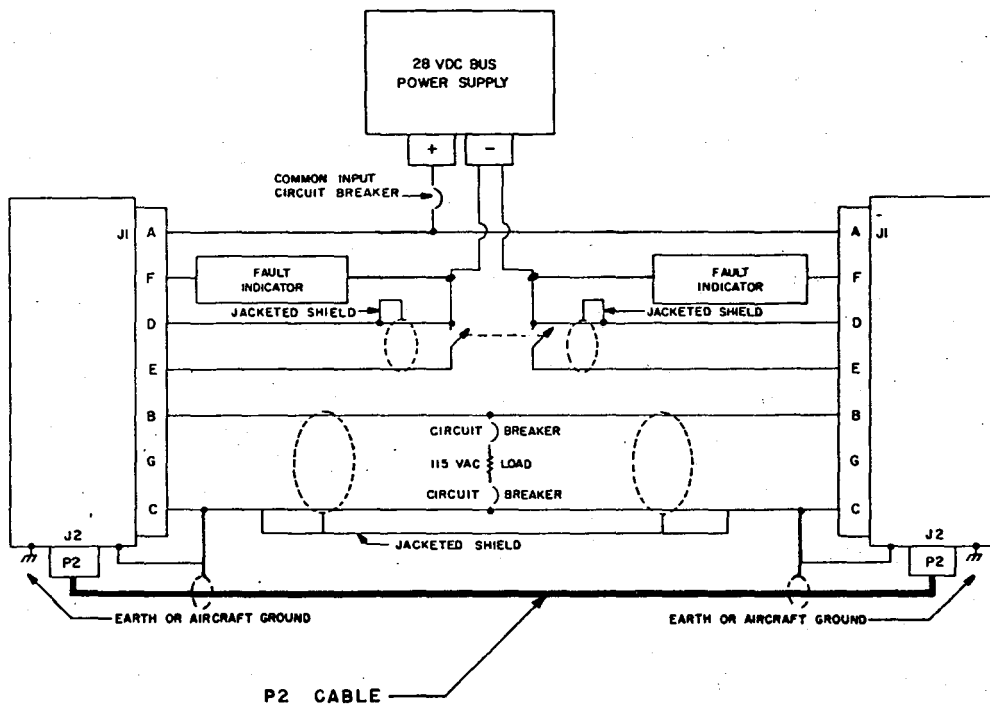 28 VDC BUS
POWER SUPPLY
+ −
COMMON INPUT
CIRCUIT BREAKER
J1 A
A J1
F FAULT
INDICATOR
FAULT
INDICATOR F
JACKETED SHIELD
JACKETED SHIELD
D
D
E
E
B
B
CIRCUIT BREAKER
G
115 VAC LOAD
G
CIRCUIT BREAKER
C
C
J2
J2
JACKETED SHIELD
P2
P2
EARTH OR AIRCRAFT GROUND
EARTH OR AIRCRAFT GROUND
P2 CABLE